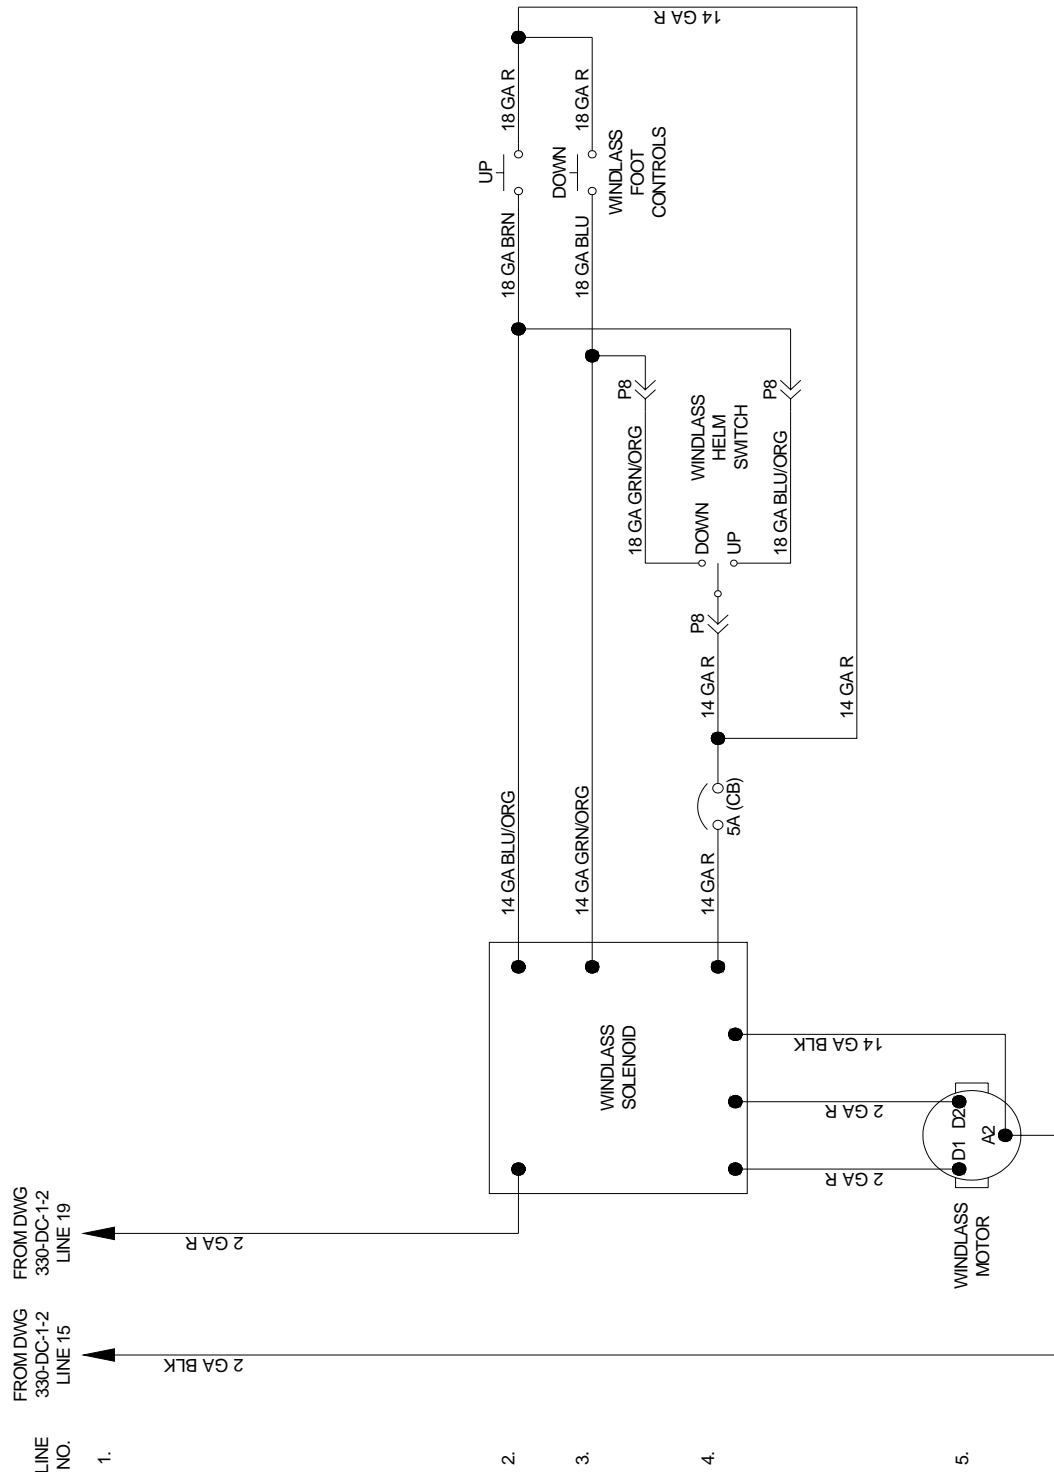 LINE
NO.
1.
2.
3.
4.
5.
FROM DWG
330-DC-1-2
LINE 15
2 GA BLK
FROM DWG
330-DC-1-2
LINE 19
2 GA R
WINDLASS
SOLENOID
2 GA R
2 GA R
14 GA BLK
D1 D2
A2
WINDLASS
MOTOR
14 GA BLU/ORG
14 GA GRN/ORG
14 GA R
5A (CB)
14 GA R
14 GA R
P8
DOWN
UP
WINDLASS
HELM
SWITCH
18 GA GRN/ORG
18 GA BLU/ORG
P8
P8
18 GA BRN
18 GA BLU
UP
DOWN
WINDLASS
FOOT
CONTROLS
18 GA R
18 GA R
14 GA R